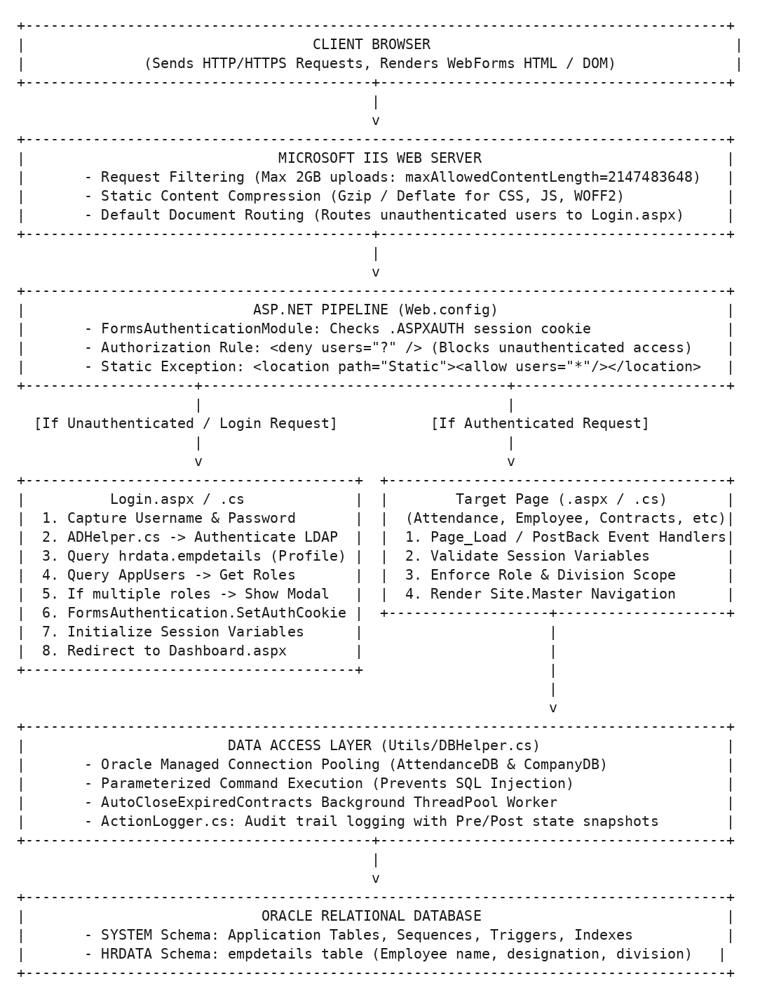 +-----------------------------------------------------------------------------------+
|                                  CLIENT BROWSER                                    |
|              (Sends HTTP/HTTPS Requests, Renders WebForms HTML / DOM)              |
+-----------------------------------------+-----------------------------------------+
                                          |
                                          v
+-----------------------------------------------------------------------------------+
|                              MICROSOFT IIS WEB SERVER                             |
|       - Request Filtering (Max 2GB uploads: maxAllowedContentLength=2147483648)   |
|       - Static Content Compression (Gzip / Deflate for CSS, JS, WOFF2)            |
|       - Default Document Routing (Routes unauthenticated users to Login.aspx)     |
+-----------------------------------------+-----------------------------------------+
                                          |
                                          v
+-----------------------------------------------------------------------------------+
|                           ASP.NET PIPELINE (Web.config)                           |
|       - FormsAuthenticationModule: Checks .ASPXAUTH session cookie                |
|       - Authorization Rule: <deny users="?" /> (Blocks unauthenticated access)    |
|       - Static Exception: <location path="Static"><allow users="*"/></location>   |
+--------------------+------------------------------------+-------------------------+
                     |                                    |
  [If Unauthenticated / Login Request]           [If Authenticated Request]
                     |                                    |
                     v                                    v
+---------------------------------------+  +----------------------------------------+
|          Login.aspx / .cs             |  |        Target Page (.aspx / .cs)       |
|  1. Capture Username & Password       |  |  (Attendance, Employee, Contracts, etc)|
|  2. ADHelper.cs -> Authenticate LDAP  |  |  1. Page_Load / PostBack Event Handlers|
|  3. Query hrdata.empdetails (Profile) |  |  2. Validate Session Variables         |
|  4. Query AppUsers -> Get Roles       |  |  3. Enforce Role & Division Scope      |
|  5. If multiple roles -> Show Modal   |  |  4. Render Site.Master Navigation      |
|  6. FormsAuthentication.SetAuthCookie |  +-------------------+--------------------+
|  7. Initialize Session Variables      |                      |
|  8. Redirect to Dashboard.aspx        |                      |
+---------------------------------------+                      |
                                                               |
                                                               v
+-----------------------------------------------------------------------------------+
|                        DATA ACCESS LAYER (Utils/DBHelper.cs)                      |
|       - Oracle Managed Connection Pooling (AttendanceDB & CompanyDB)              |
|       - Parameterized Command Execution (Prevents SQL Injection)                  |
|       - AutoCloseExpiredContracts Background ThreadPool Worker                    |
|       - ActionLogger.cs: Audit trail logging with Pre/Post state snapshots        |
+-----------------------------------------+-----------------------------------------+
                                          |
                                          v
+-----------------------------------------------------------------------------------+
|                            ORACLE RELATIONAL DATABASE                             |
|       - SYSTEM Schema: Application Tables, Sequences, Triggers, Indexes           |
|       - HRDATA Schema: empdetails table (Employee name, designation, division)   |
+-----------------------------------------------------------------------------------+